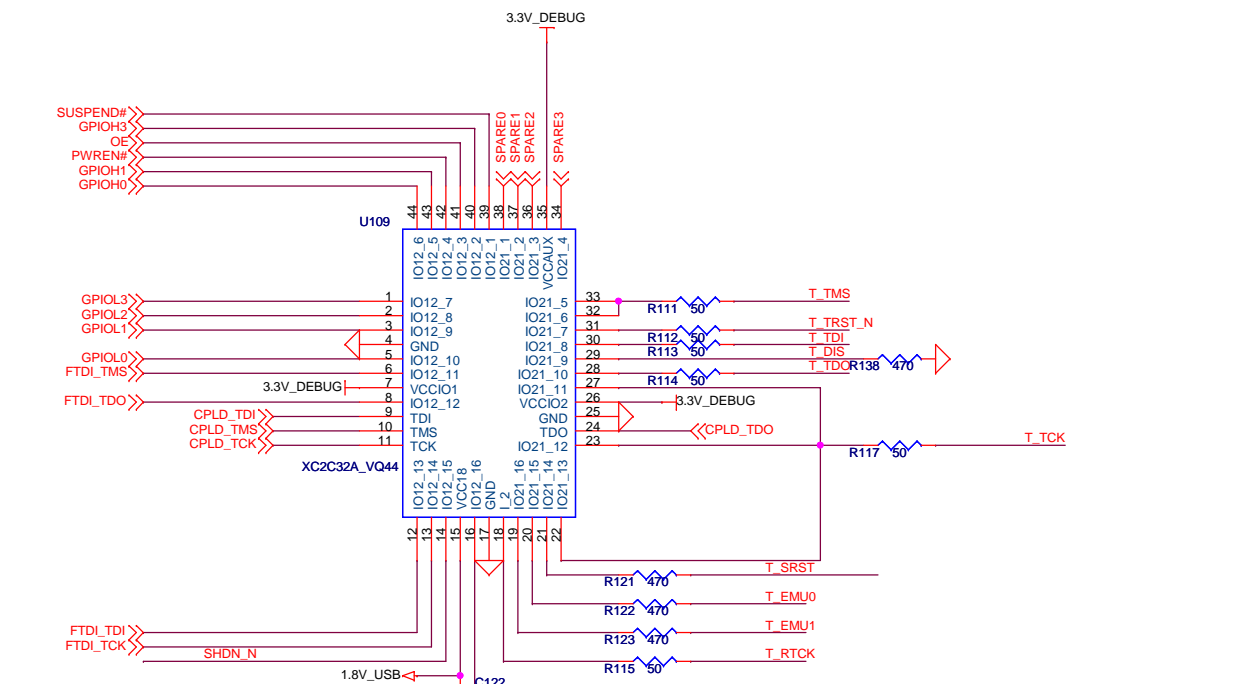 3.3V_DEBUG
SUSPEND#
GPIOH3
OE
PWREN#
GPIOH1
GPIOH0
SPARE0
SPARE1
SPARE2
SPARE3
44
43
42
41
40
39
38
37
36
35
34
U109
IO12_6
IO12_5
IO12_4
IO12_3
IO12_2
IO12_1
IO21_1
IO21_2
IO21_3
VCCAUX
IO21_4
GPIOL3 1 IO12_7 IO21_5 33 R111 50 T_TMS
GPIOL2 2 IO12_8 IO21_6 32
GPIOL1 3 IO12_9 IO21_7 31 R112 50 T_TRST_N
4 GND IO21_8 30 R113 50 T_TDI
GPIOL0 5 IO12_10 IO21_9 29 T_DIS R138 470
FTDI_TMS 6 IO12_11 IO21_10 28 R114 50 T_TDO
3.3V_DEBUG 7 VCCIO1 IO21_11 27
FTDI_TDO 8 IO12_12 VCCIO2 26 3.3V_DEBUG
CPLD_TDI 9 TDI GND 25
CPLD_TMS 10 TMS TDO 24 CPLD_TDO
CPLD_TCK 11 TCK IO21_12 23 R117 50 T_TCK
XC2C32A_VQ44
IO12_13
IO12_14
IO12_15
VCC18
IO12_16
GND
I_2
IO21_16
IO21_15
IO21_14
IO21_13
12
13
14
15
16
17
18
19
20
21
22
R121 470 T_SRST
R122 470 T_EMU0
FTDI_TDI R123 470 T_EMU1
FTDI_TCK
SHDN_N R115 50 T_RTCK
1.8V_USB
C122